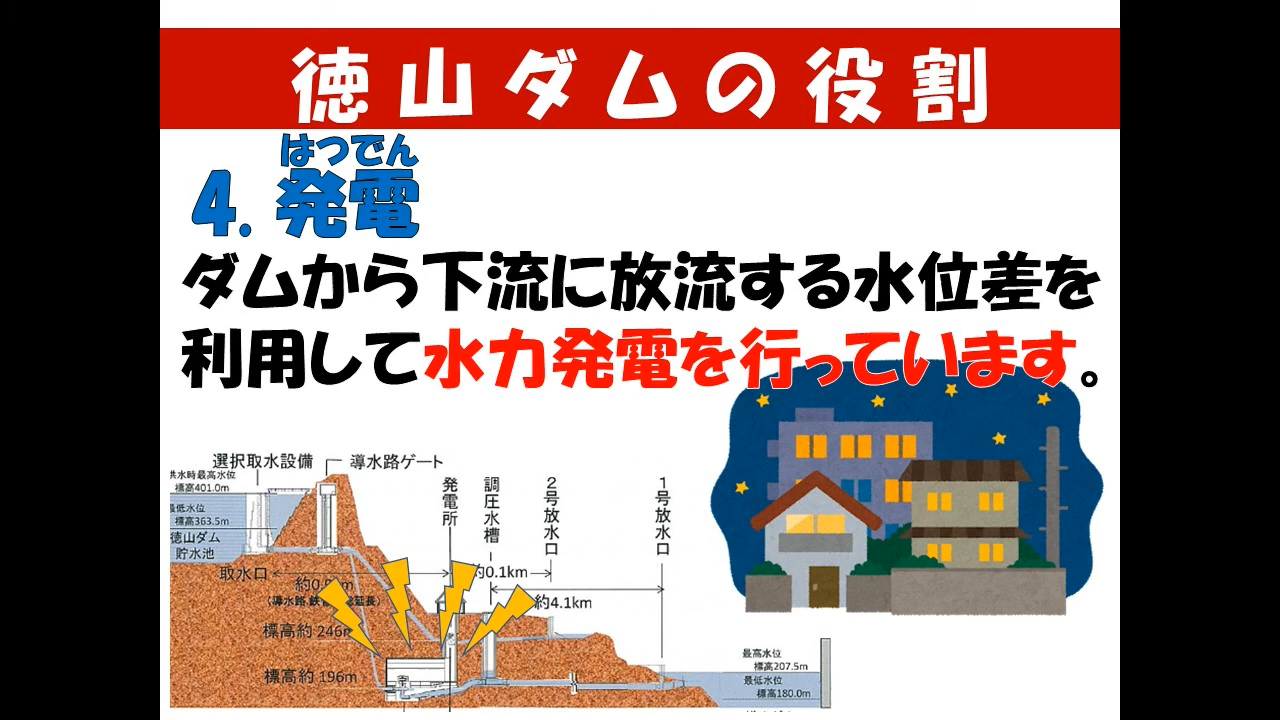 徳山ダムの役割
はつでん
4. 発電
ダムから下流に放流する水位差を
利用して水力発電を行っています。
選択取水設備
導水路ゲート
洪水時最高水位
標高401.0m
最低水位
標高363.5m
徳山ダム
貯水池
発電所
調圧水槽
2号放水口
1号放水口
取水口
約0.1km
約4.1km
標高約246m
標高約196m
最高水位
標高207.5m
最低水位
標高180.0m